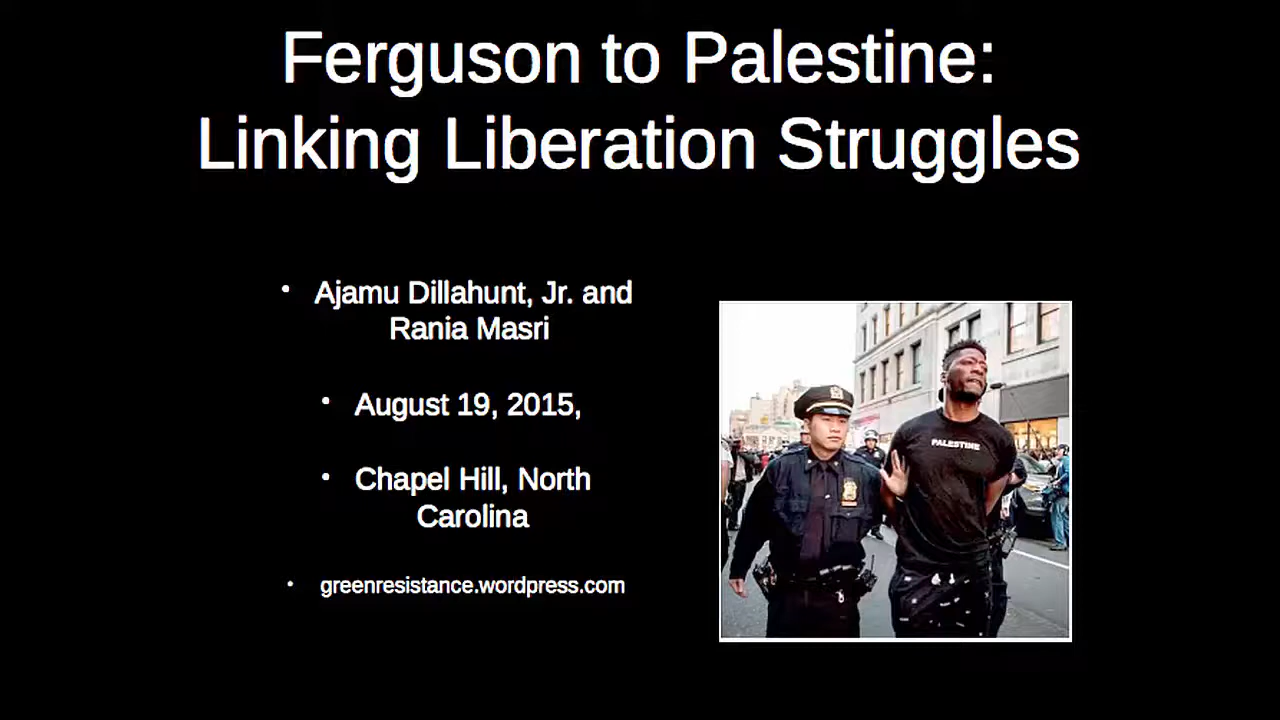 Ferguson to Palestine:
Linking Liberation Struggles
• Ajamu Dillahunt, Jr. and
Rania Masri
• August 19, 2015,
• Chapel Hill, North
Carolina
• greenresistance.wordpress.com
PALESTINE